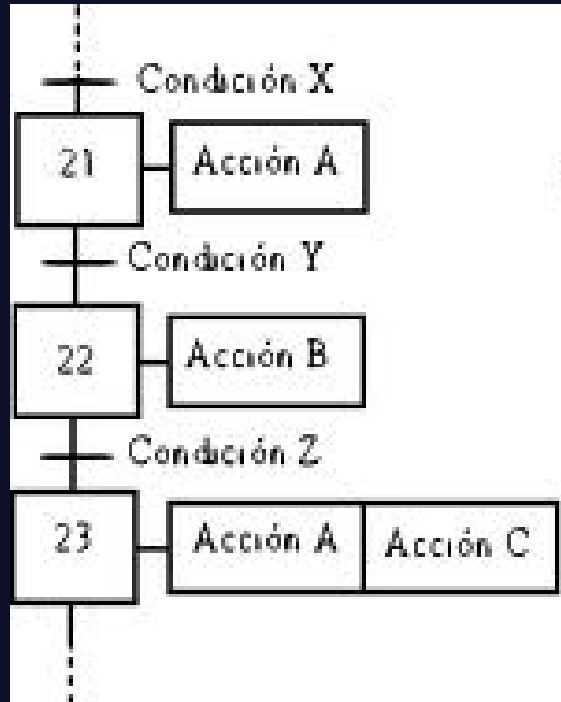 Condición X
21 Acción A
Condición Y
22 Acción B
Condición Z
23 Acción A Acción C